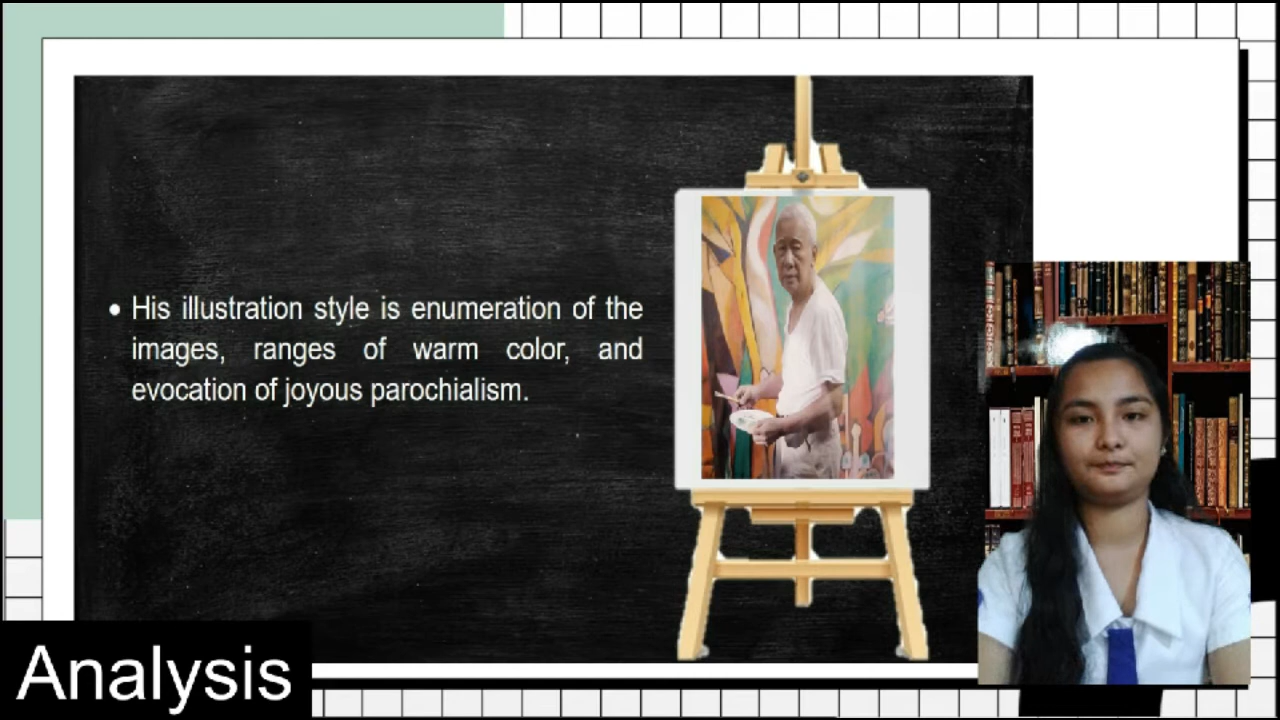 • His illustration style is enumeration of the
images, ranges of warm color, and
evocation of joyous parochialism.
Analysis